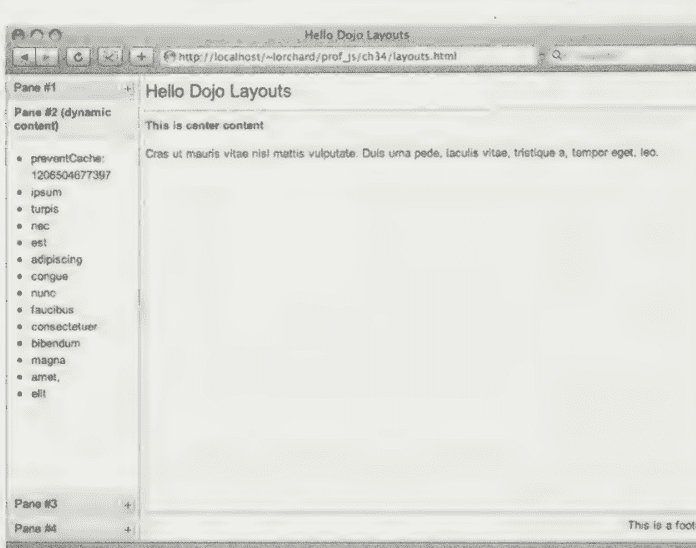 Hello Dojo Layouts
http://localhost/~lorchard/prof_js/ch34/layouts.html
Pane #1 +
Pane #2 (dynamic
content)
• preventCache:
1206504677397
• ipsum
• turpis
• nec
• est
• adipiscing
• congue
• nunc
• faucibus
• consectetuer
• bibendum
• magna
• amet,
• elit
Pane #3 +
Pane #4 +
Hello Dojo Layouts
This is center content
Cras ut mauris vitae nisl mattis vulputate. Duis urna pede, iaculis vitae, tristique a, tempor eget, leo.
This is a foot